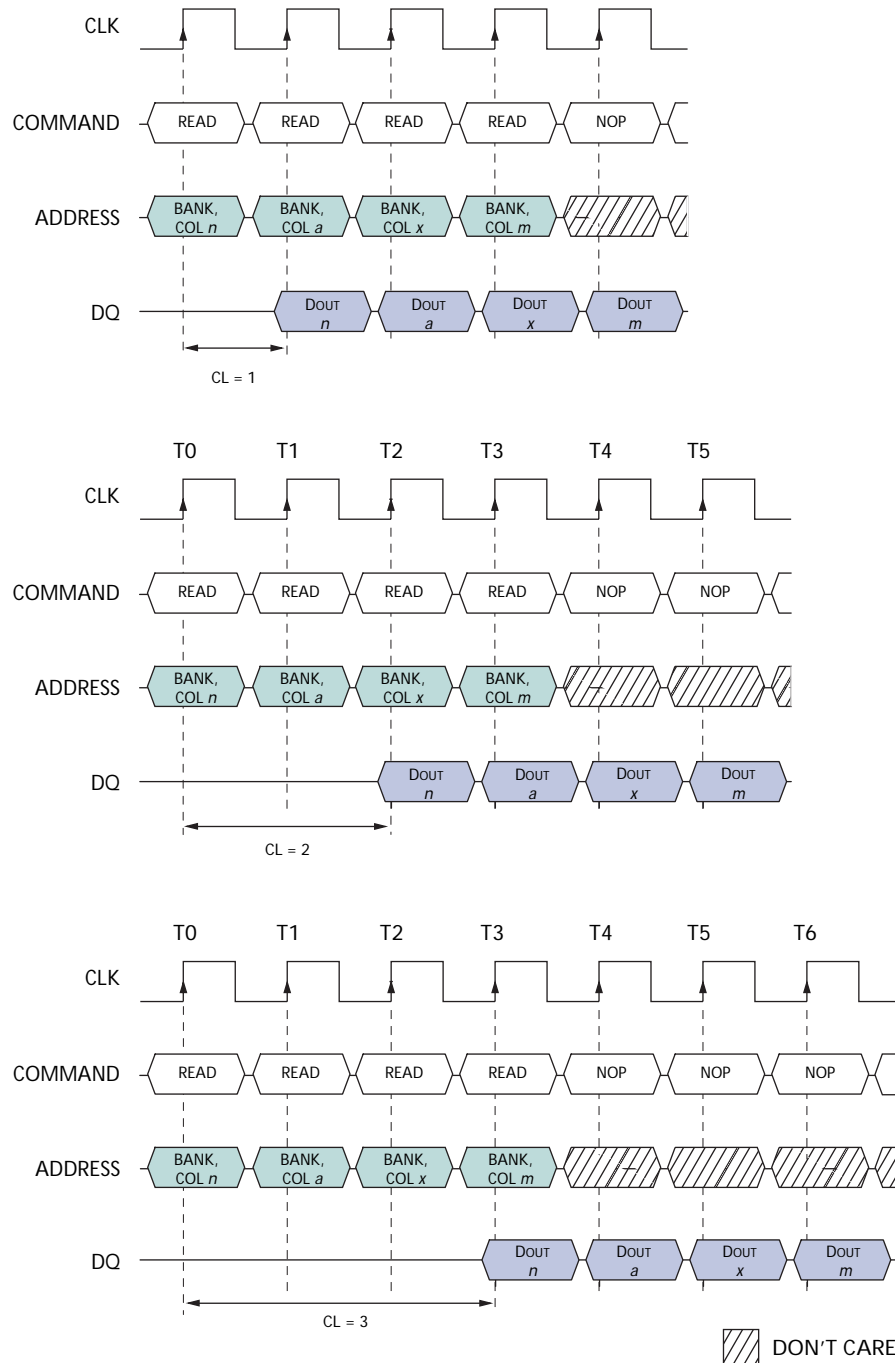 CLK
COMMAND READ READ READ READ NOP
ADDRESS BANK, COL n BANK, COL a BANK, COL x BANK, COL m
DQ DOUT n DOUT a DOUT x DOUT m
CL = 1
T0 T1 T2 T3 T4 T5
CLK
COMMAND READ READ READ READ NOP NOP
ADDRESS BANK, COL n BANK, COL a BANK, COL x BANK, COL m
DQ DOUT n DOUT a DOUT x DOUT m
CL = 2
T0 T1 T2 T3 T4 T5 T6
CLK
COMMAND READ READ READ READ NOP NOP NOP
ADDRESS BANK, COL n BANK, COL a BANK, COL x BANK, COL m
DQ DOUT n DOUT a DOUT x DOUT m
CL = 3
DON'T CARE